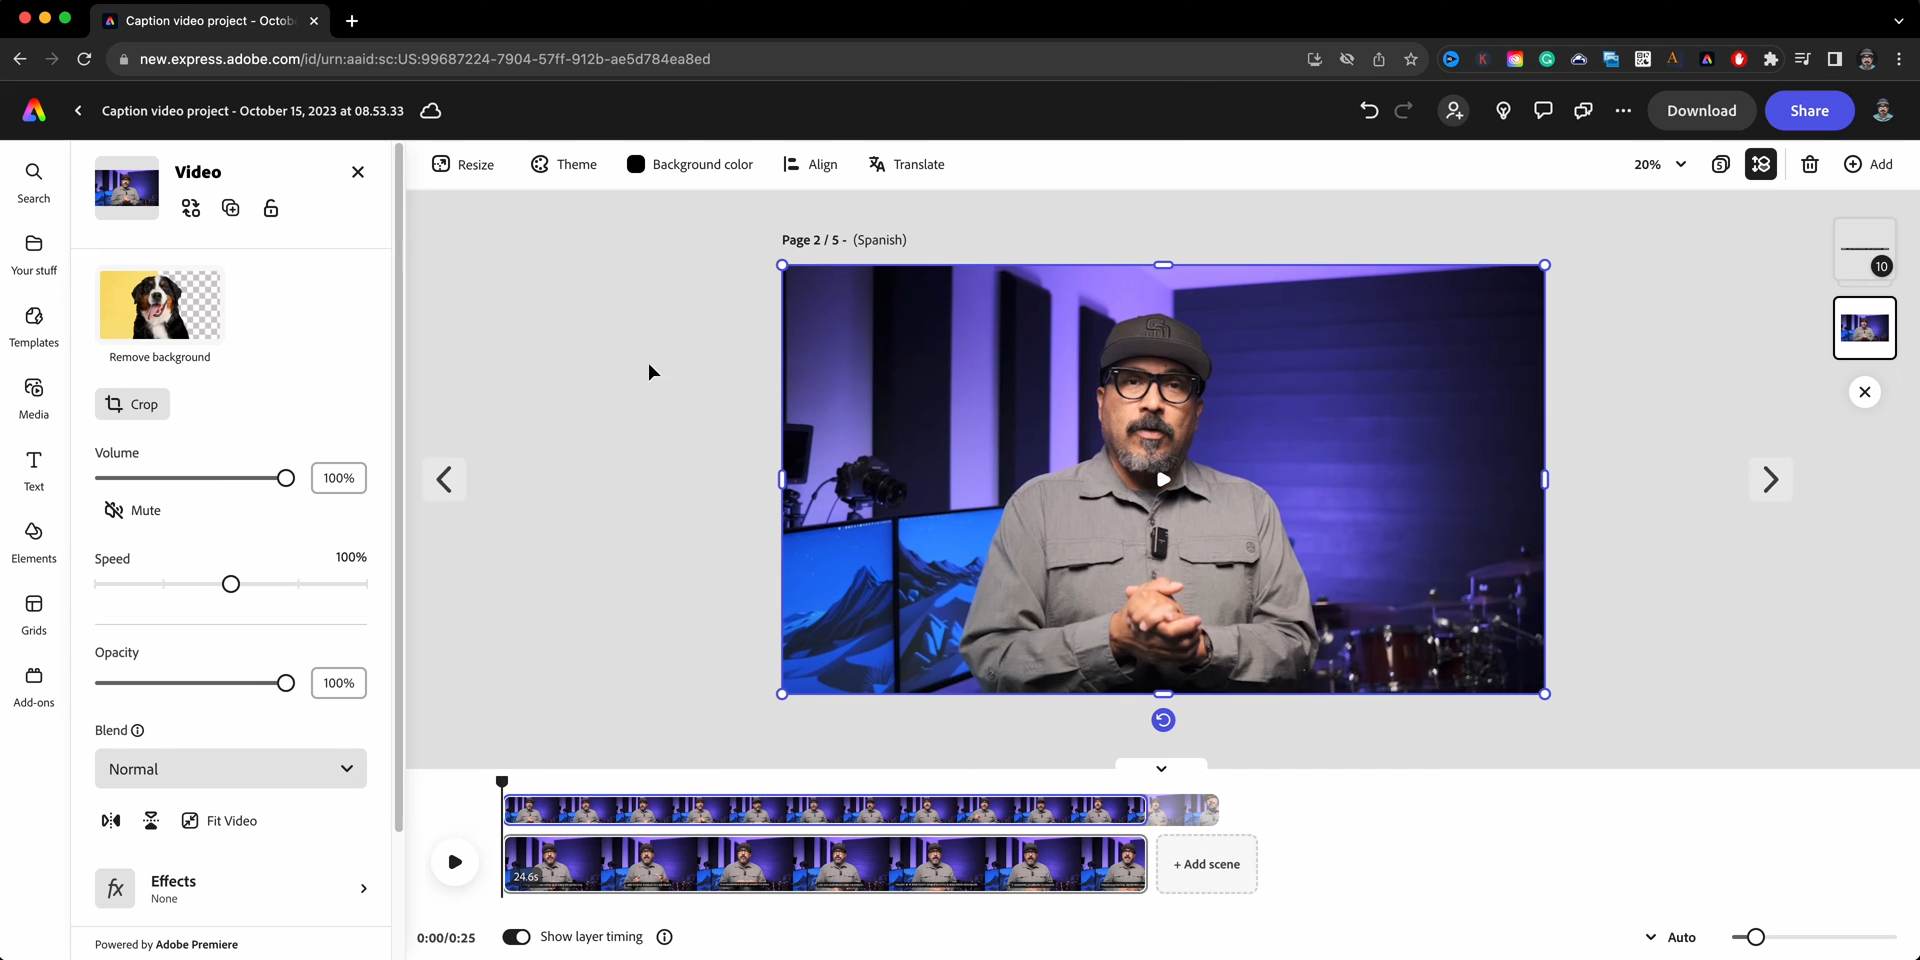 Caption video project - Octob
new.express.adobe.com/id/urn:aaid:sc:US:99687224-7904-57ff-912b-ae5d784ea8ed
Caption video project - October 15, 2023 at 08.53.33
Download
Share
Search
Your stuff
Templates
Media
Text
Elements
Grids
Add-ons
Video
Remove background
Crop
Volume
100%
Mute
Speed
100%
Opacity
100%
Blend
Normal
Fit Video
fx
Effects
None
Powered by Adobe Premiere
Resize
Theme
Background color
Align
Translate
20%
Add
Page 2 / 5 - (Spanish)
10
24.6s
+ Add scene
0:00/0:25
Show layer timing
Auto